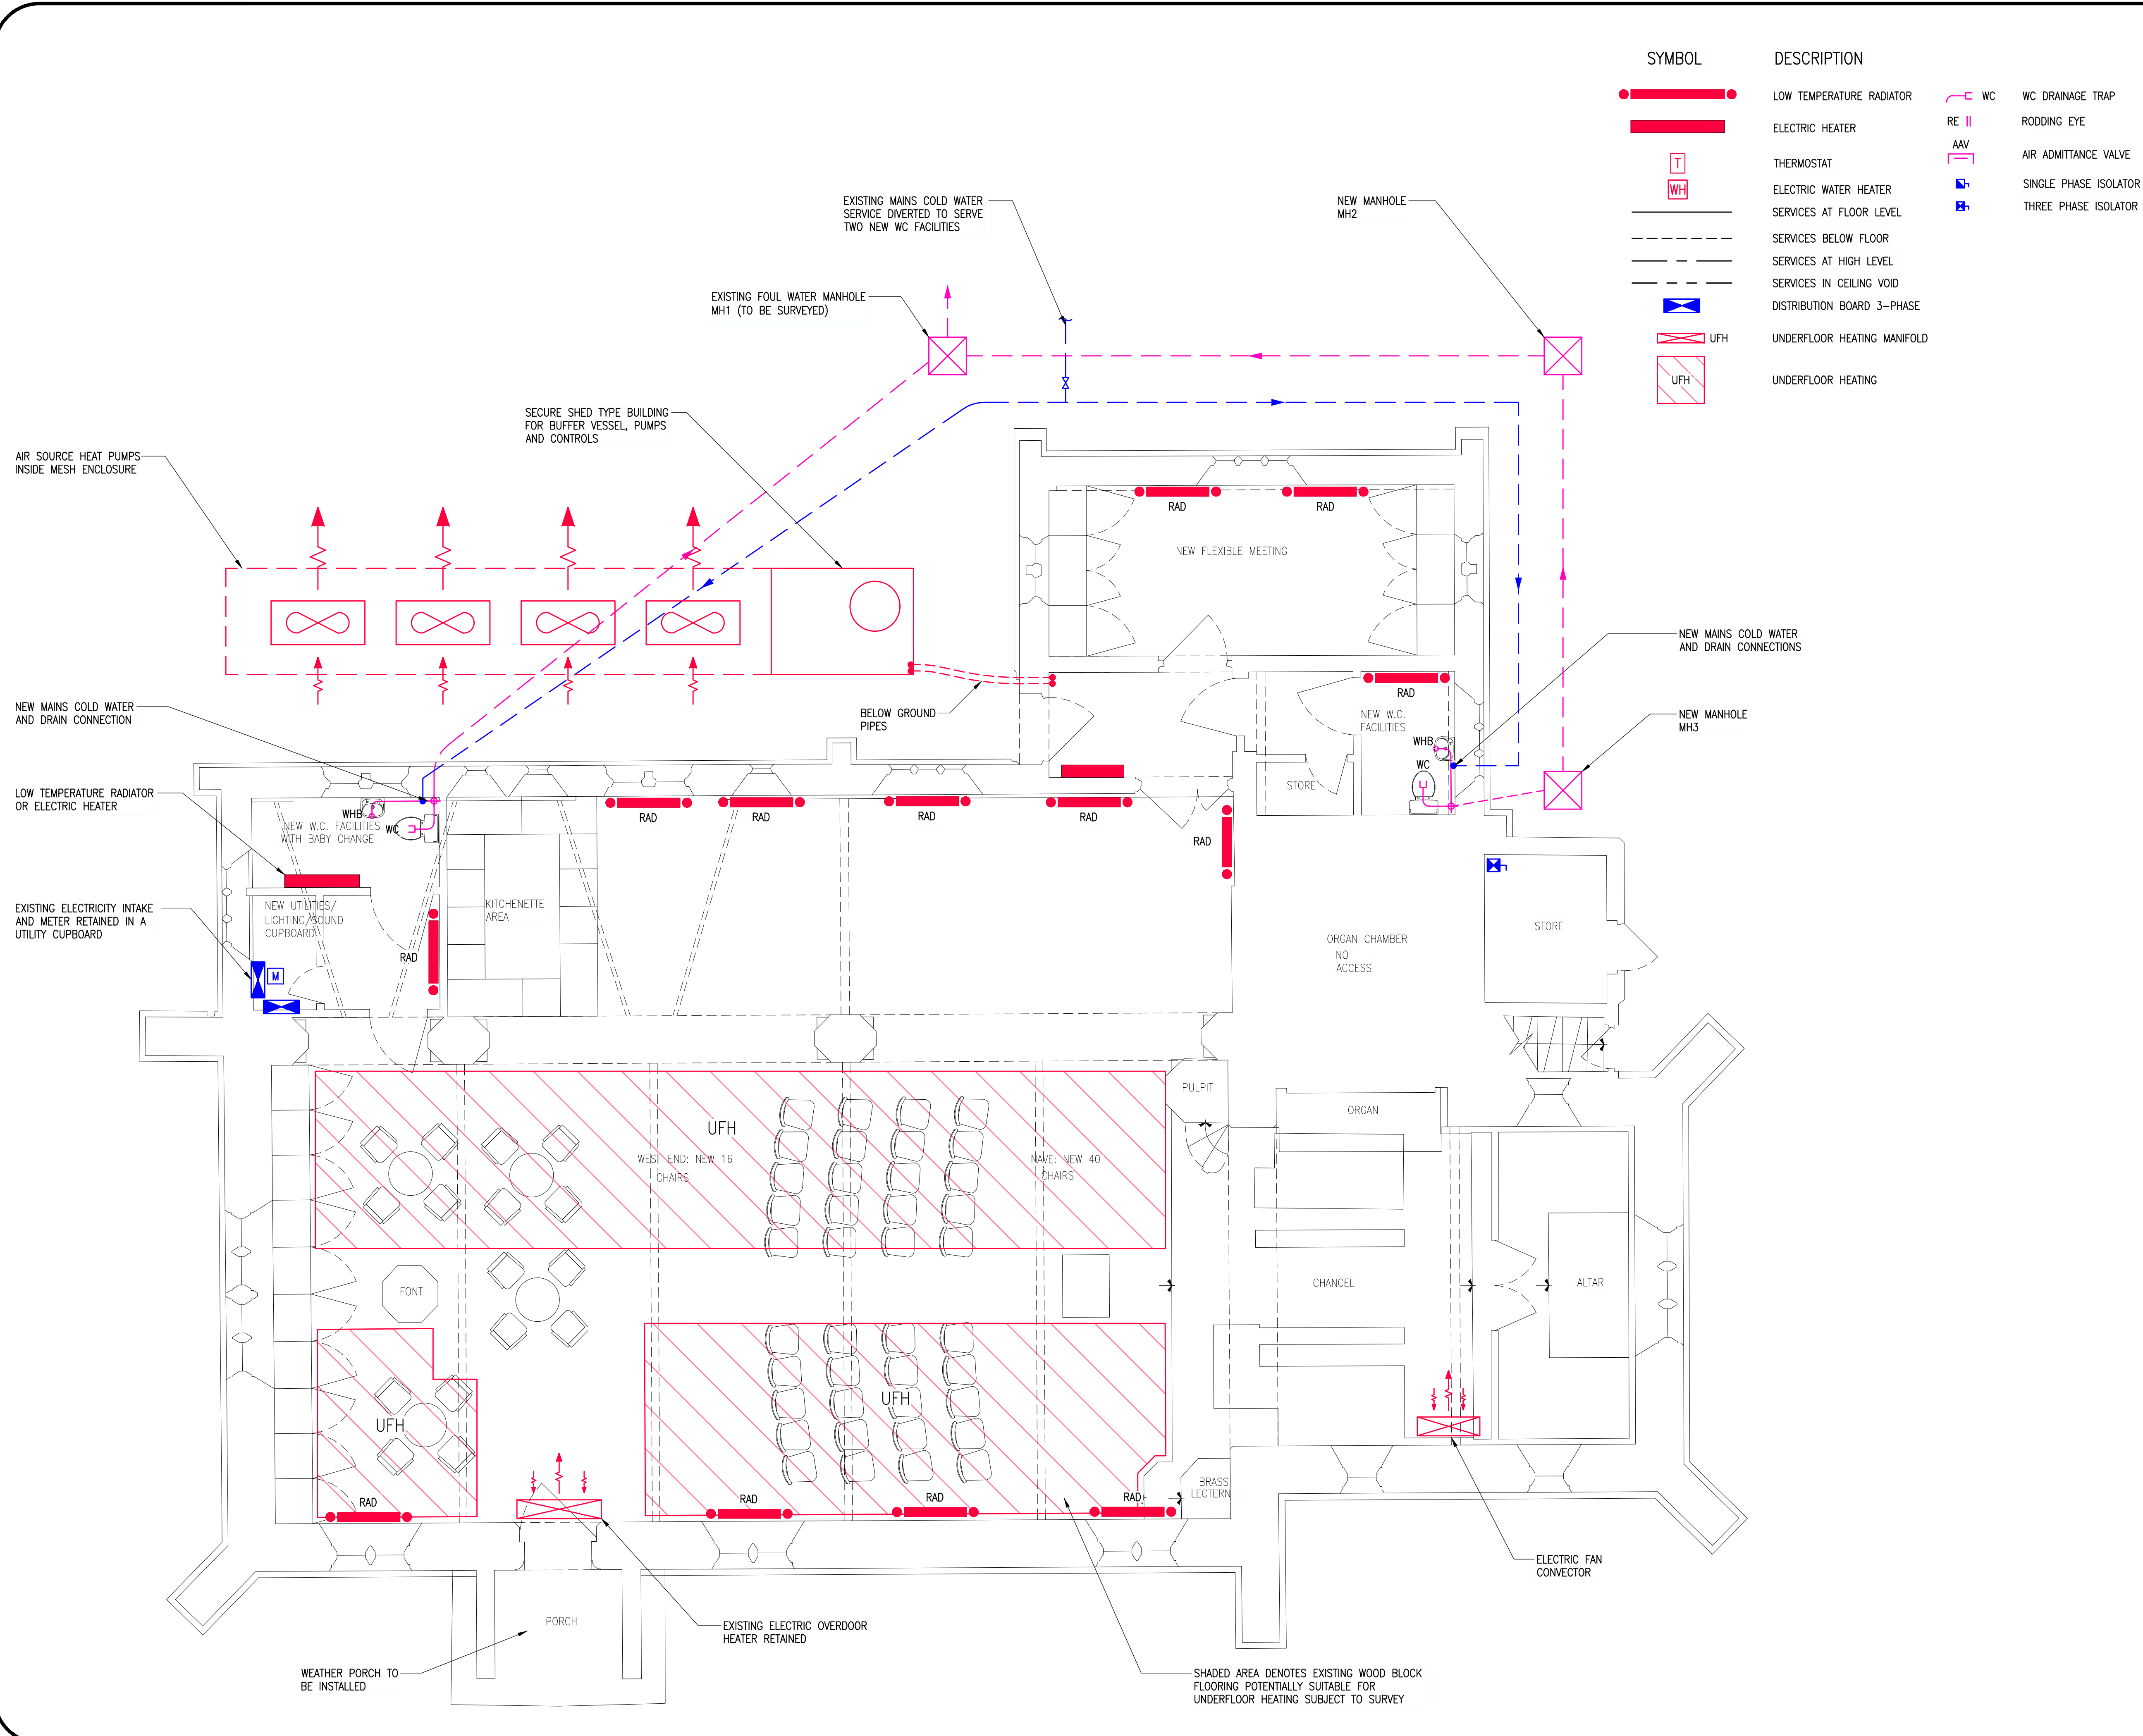 SYMBOL
DESCRIPTION
LOW TEMPERATURE RADIATOR
ELECTRIC HEATER
T
THERMOSTAT
WH
ELECTRIC WATER HEATER
SERVICES AT FLOOR LEVEL
SERVICES BELOW FLOOR
SERVICES AT HIGH LEVEL
SERVICES IN CEILING VOID
DISTRIBUTION BOARD 3-PHASE
UFH
UNDERFLOOR HEATING MANIFOLD
UFH
UNDERFLOOR HEATING
WC
WC DRAINAGE TRAP
RE
RODDING EYE
AAV
AIR ADMITTANCE VALVE
SINGLE PHASE ISOLATOR
THREE PHASE ISOLATOR
EXISTING MAINS COLD WATER
SERVICE DIVERTED TO SERVE
TWO NEW WC FACILITIES
NEW MANHOLE
MH2
EXISTING FOUL WATER MANHOLE
MH1 (TO BE SURVEYED)
SECURE SHED TYPE BUILDING
FOR BUFFER VESSEL, PUMPS
AND CONTROLS
AIR SOURCE HEAT PUMPS
INSIDE MESH ENCLOSURE
RAD
RAD
NEW FLEXIBLE MEETING
NEW MAINS COLD WATER
AND DRAIN CONNECTIONS
NEW MAINS COLD WATER
AND DRAIN CONNECTION
BELOW GROUND
PIPES
RAD
NEW W.C.
FACILITIES
WHB
WC
NEW MANHOLE
MH3
STORE
LOW TEMPERATURE RADIATOR
OR ELECTRIC HEATER
WHB
WC
NEW W.C. FACILITIES
WITH BABY CHANGE
RAD
RAD
RAD
RAD
RAD
EXISTING ELECTRICITY INTAKE
AND METER RETAINED IN A
UTILITY CUPBOARD
NEW UTILITIES/
LIGHTING/SOUND
CUPBOARD
KITCHENETTE
AREA
RAD
M
ORGAN CHAMBER
NO
ACCESS
STORE
PULPIT
ORGAN
UFH
WEST END: NEW 16
CHAIRS
NAVE: NEW 40
CHAIRS
FONT
CHANCEL
ALTAR
UFH
UFH
RAD
RAD
RAD
RAD
BRASS
LECTERN
ELECTRIC FAN
CONVECTOR
PORCH
EXISTING ELECTRIC OVERDOOR
HEATER RETAINED
WEATHER PORCH TO
BE INSTALLED
SHADED AREA DENOTES EXISTING WOOD BLOCK
FLOORING POTENTIALLY SUITABLE FOR
UNDERFLOOR HEATING SUBJECT TO SURVEY